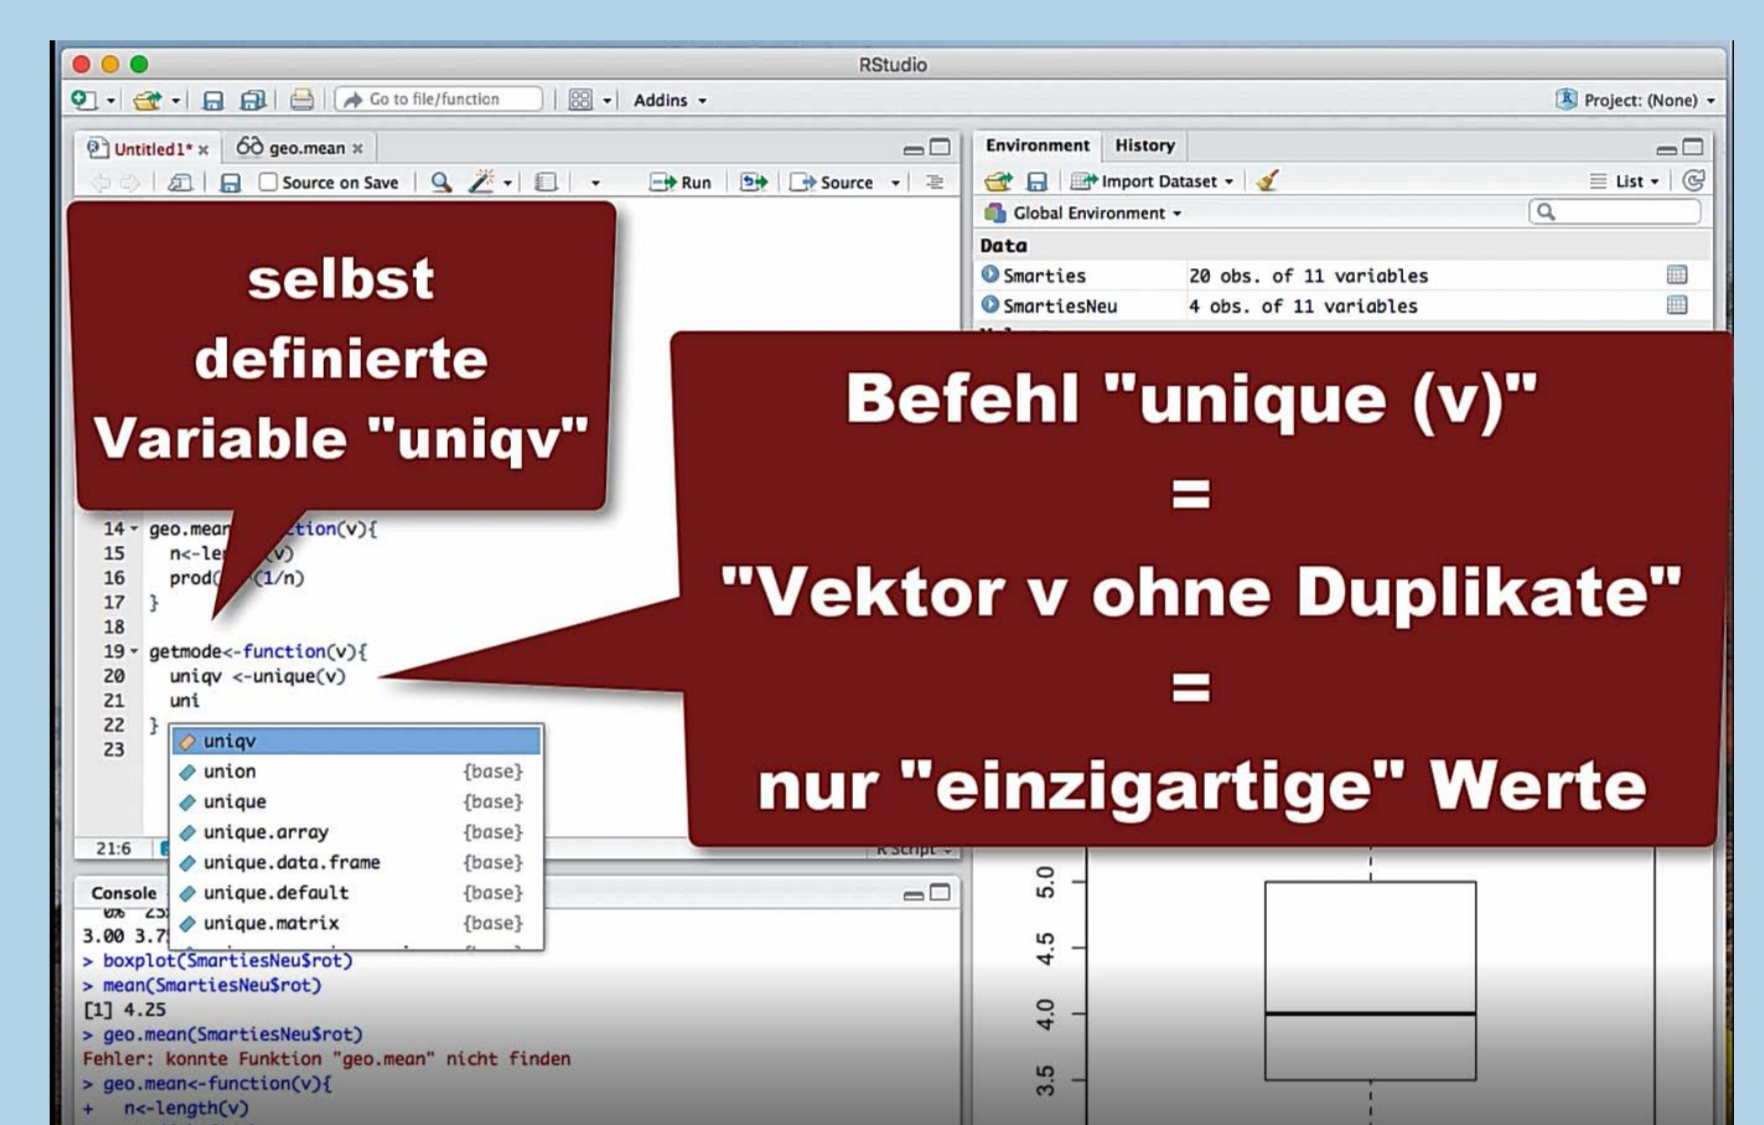 RStudio
Go to file/function
Addins
Project: (None)
Untitled1* × geo.mean ×
Source on Save Run Source
Environment History
Import Dataset List
Global Environment
Data
Smarties 20 obs. of 11 variables
SmartiesNeu 4 obs. of 11 variables
selbst
definierte
Variable "uniqv"
Befehl "unique (v)"
=
"Vektor v ohne Duplikate"
=
nur "einzigartige" Werte
14 geo.mean tion(v){
15 n<-le (v)
16 prod( (1/n)
17 }
18
19 getmode<-function(v){
20 uniqv <-unique(v)
21 uni
22 }
23
uniqv
union {base}
unique {base}
unique.array {base}
unique.data.frame {base}
unique.default {base}
unique.matrix {base}
21:6
R Script
Console
0%
3.00 3.7
> boxplot(SmartiesNeu$rot)
> mean(SmartiesNeu$rot)
[1] 4.25
> geo.mean(SmartiesNeu$rot)
Fehler: konnte Funktion "geo.mean" nicht finden
> geo.mean<-function(v){
+ n<-length(v)
5.0
4.5
4.0
3.5